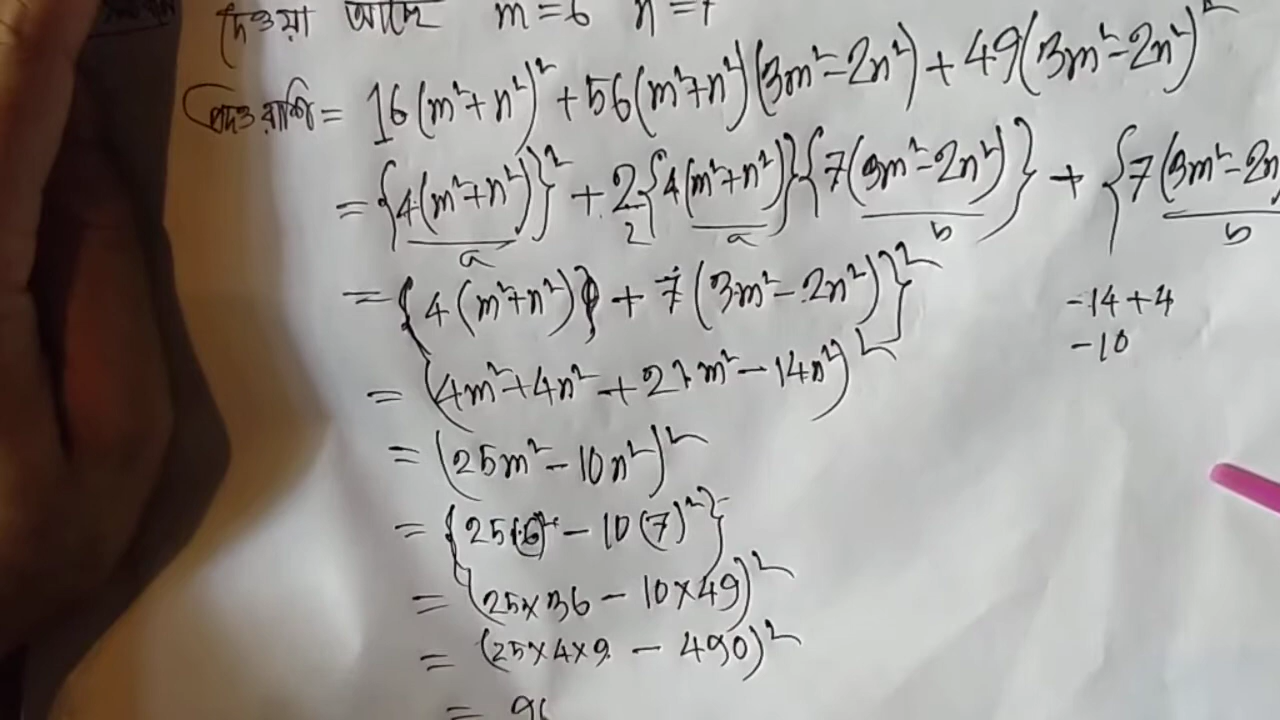 দেওয়া আছে m = 6 n = 7
প্রদত্ত রাশি = 16(m²+n²)² + 56(m²+n²)(3m²-2n²) + 49(3m²-2n²)²
= {4(m²+n²)}² + 2{4(m²+n²)}{7(3m²-2n²)} + {7(3m²-2n
2 a b b
a
= {4(m²+n²) + 7(3m²-2n²)}²
-14+4
-10
= (4m²+4n²+21m²-14n²)²
= (25m²-10n²)²
= {25(6)² - 10(7)²}²
= (25×36 - 10×49)²
= (25×4×9 - 490)²
= 90